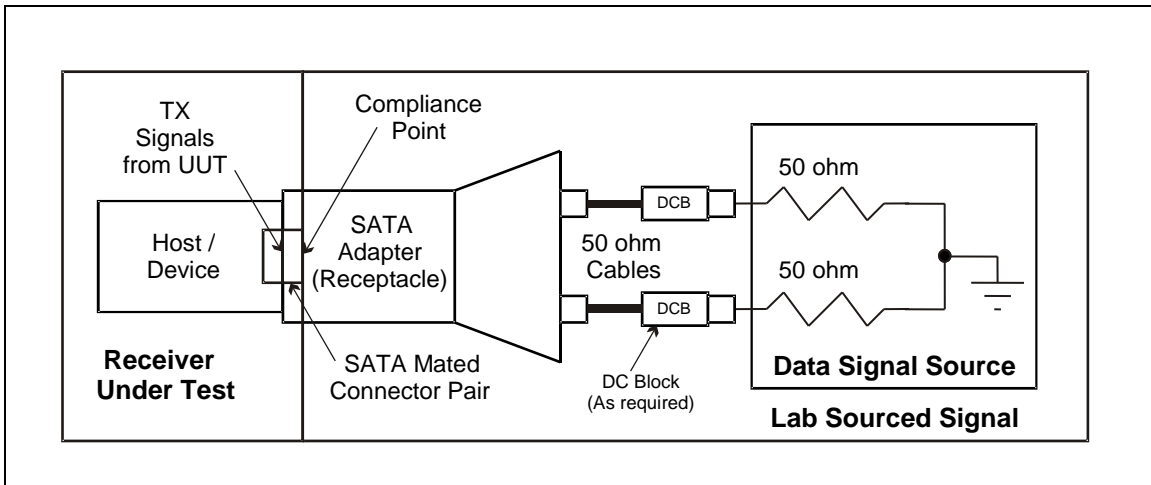 TX
Signals
from UUT
Compliance
Point
Host /
Device
SATA
Adapter
(Receptacle)
Receiver
Under Test
SATA Mated
Connector Pair
DCB
50 ohm
Cables
DCB
DC Block
(As required)
50 ohm
50 ohm
Data Signal Source
Lab Sourced Signal